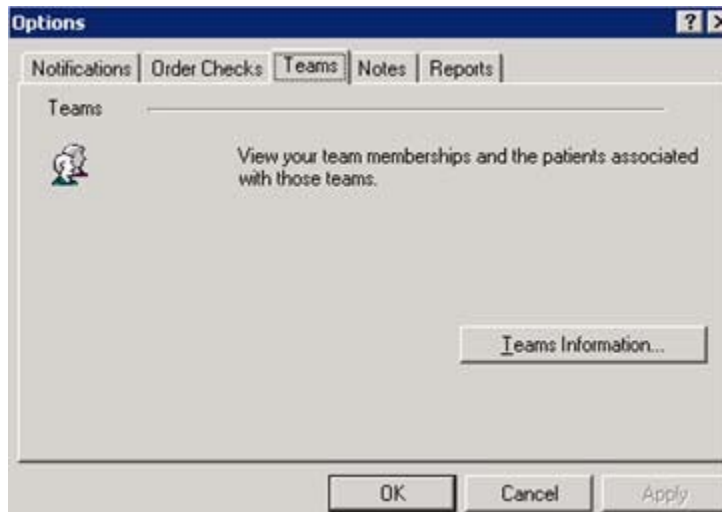 Options
Notifications Order Checks Teams Notes Reports
Teams
View your team memberships and the patients associated
with those teams.
Teams Information...
OK Cancel Apply